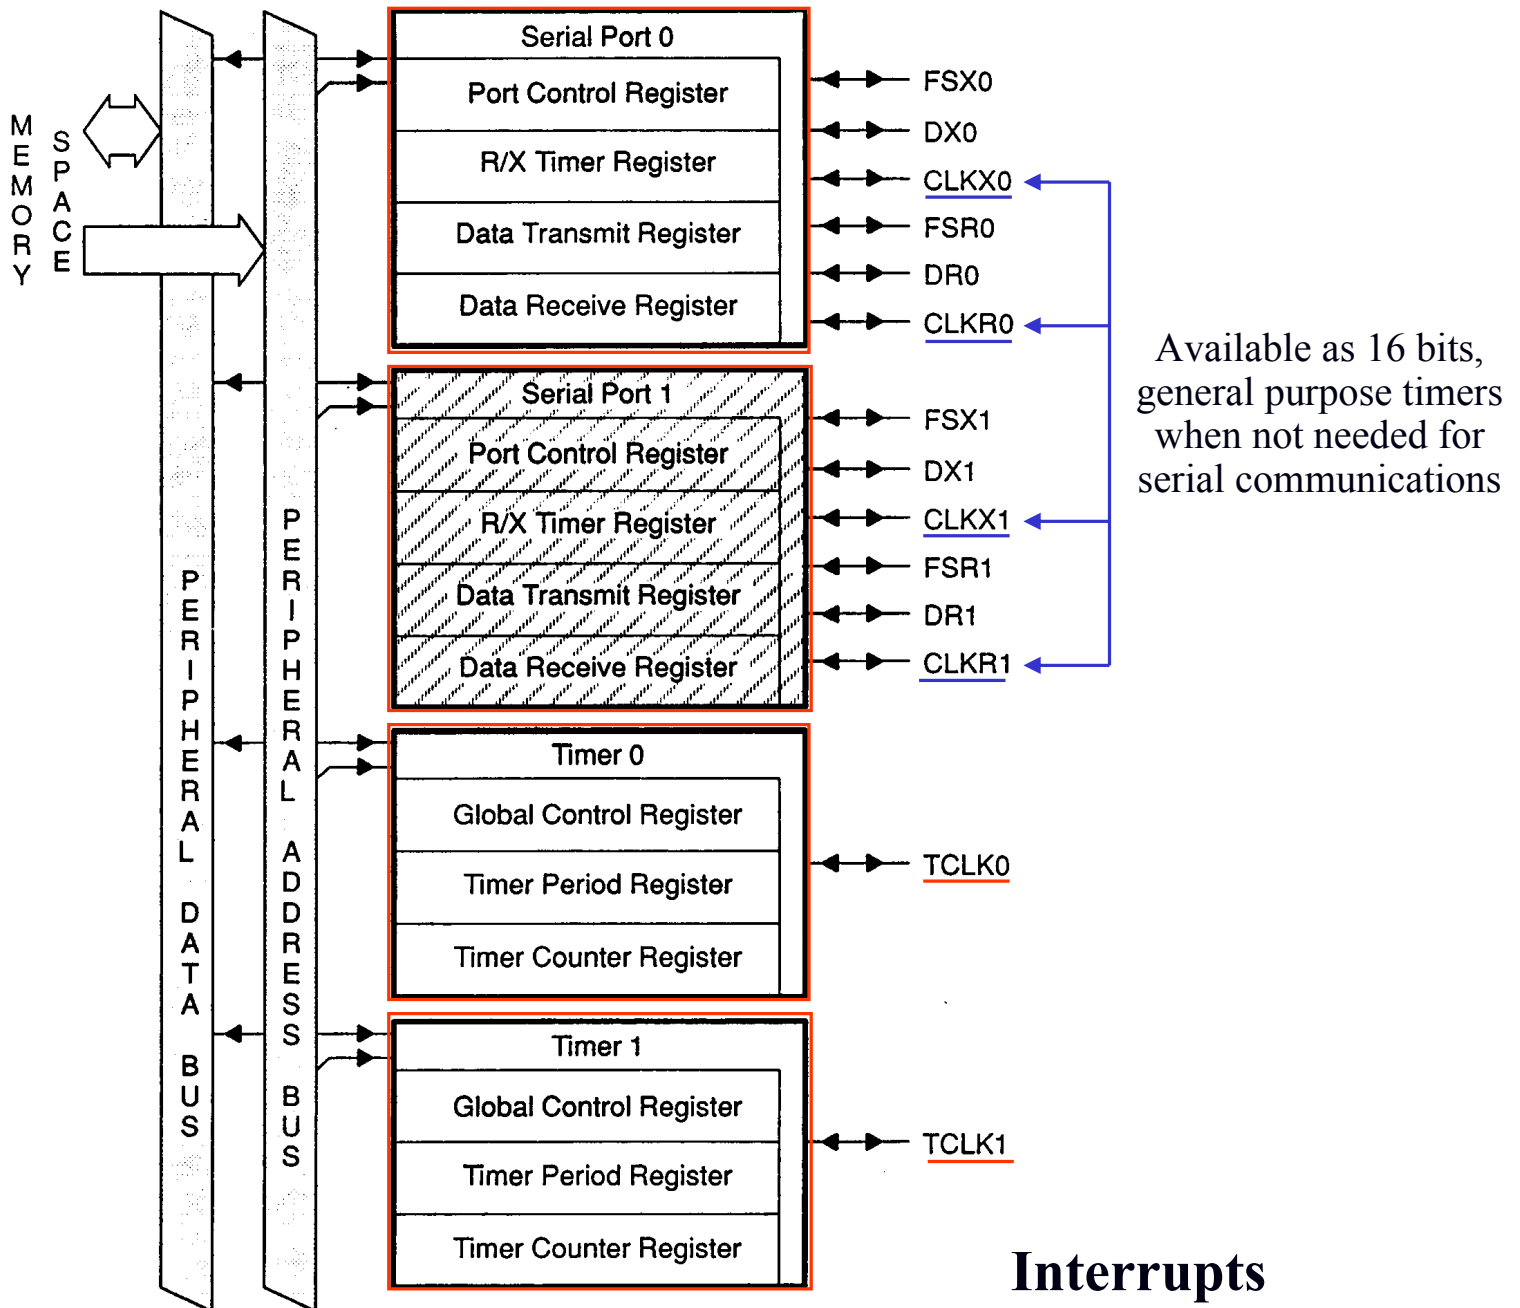 MEMORY
SPACE
PERIPHERAL DATA BUS
PERIPHERAL ADDRESS BUS
Serial Port 0
Port Control Register
R/X Timer Register
Data Transmit Register
Data Receive Register
FSX0
DX0
CLKX0
FSR0
DR0
CLKR0
Serial Port 1
Port Control Register
R/X Timer Register
Data Transmit Register
Data Receive Register
FSX1
DX1
CLKX1
FSR1
DR1
CLKR1
Available as 16 bits,
general purpose timers
when not needed for
serial communications
Timer 0
Global Control Register
Timer Period Register
Timer Counter Register
TCLK0
Timer 1
Global Control Register
Timer Period Register
Timer Counter Register
TCLK1
Interrupts